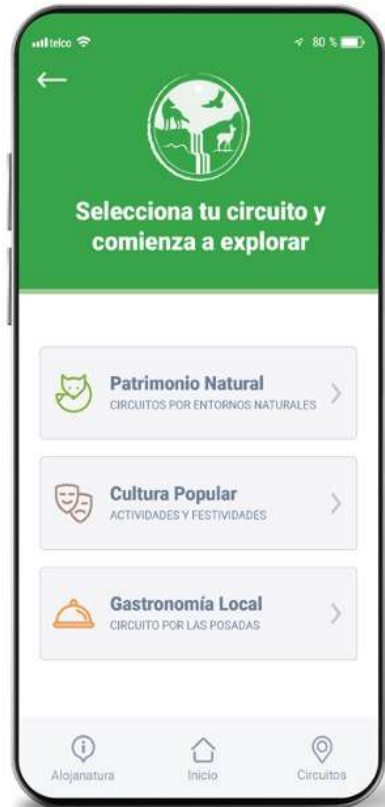 telco 80 %
Selecciona tu circuito y
comienza a explorar
Patrimonio Natural
CIRCUITOS POR ENTORNOS NATURALES
Cultura Popular
ACTIVIDADES Y FESTIVIDADES
Gastronomía Local
CIRCUITO POR LAS POSADAS
Alojanatura Inicio Circuitos